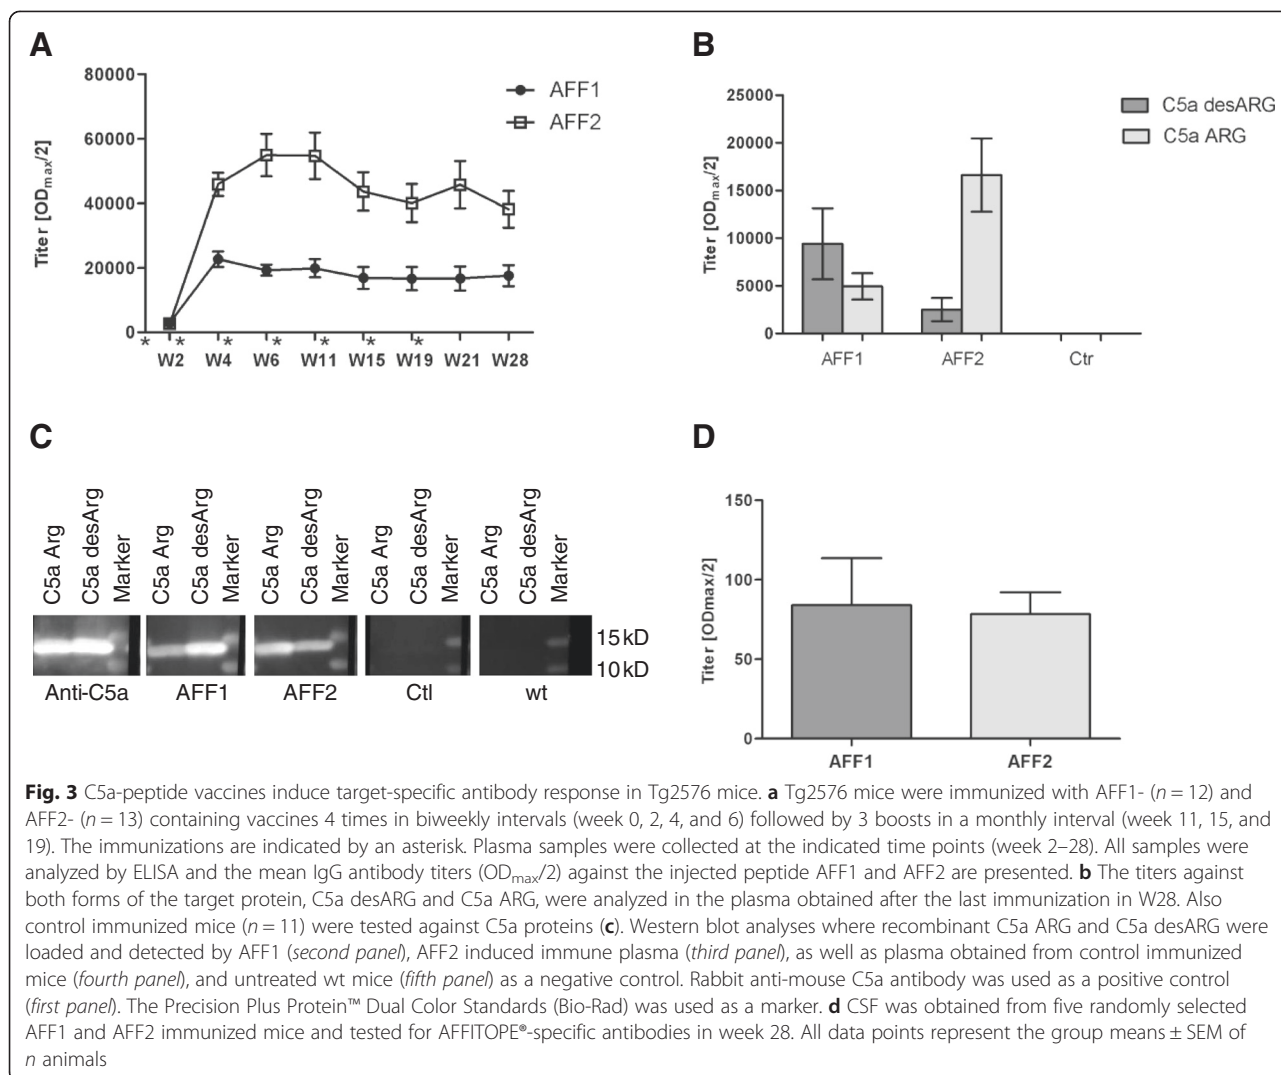 A
80000
60000
40000
20000
0
Titer [ODmax/2]
AFF1
AFF2
* * * * * * *
W2 W4 W6 W11 W15 W19 W21 W28
B
25000
20000
15000
10000
5000
0
Titer [ODmax/2]
C5a desARG
C5a ARG
AFF1 AFF2 Ctr
C
C5a Arg C5a desArg Marker C5a Arg C5a desArg Marker C5a Arg C5a desArg Marker C5a Arg C5a desArg Marker C5a Arg C5a desArg Marker
15kD
10kD
Anti-C5a AFF1 AFF2 Ctl wt
D
150
100
50
0
Titer [ODmax/2]
AFF1 AFF2
Fig. 3 C5a-peptide vaccines induce target-specific antibody response in Tg2576 mice. a Tg2576 mice were immunized with AFF1- (n = 12) and
AFF2- (n = 13) containing vaccines 4 times in biweekly intervals (week 0, 2, 4, and 6) followed by 3 boosts in a monthly interval (week 11, 15, and
19). The immunizations are indicated by an asterisk. Plasma samples were collected at the indicated time points (week 2–28). All samples were
analyzed by ELISA and the mean IgG antibody titers (ODmax/2) against the injected peptide AFF1 and AFF2 are presented. b The titers against
both forms of the target protein, C5a desARG and C5a ARG, were analyzed in the plasma obtained after the last immunization in W28. Also
control immunized mice (n = 11) were tested against C5a proteins (c). Western blot analyses where recombinant C5a ARG and C5a desARG were
loaded and detected by AFF1 (second panel), AFF2 induced immune plasma (third panel), as well as plasma obtained from control immunized
mice (fourth panel), and untreated wt mice (fifth panel) as a negative control. Rabbit anti-mouse C5a antibody was used as a positive control
(first panel). The Precision Plus Protein™ Dual Color Standards (Bio-Rad) was used as a marker. d CSF was obtained from five randomly selected
AFF1 and AFF2 immunized mice and tested for AFFITOPE®-specific antibodies in week 28. All data points represent the group means ± SEM of
n animals